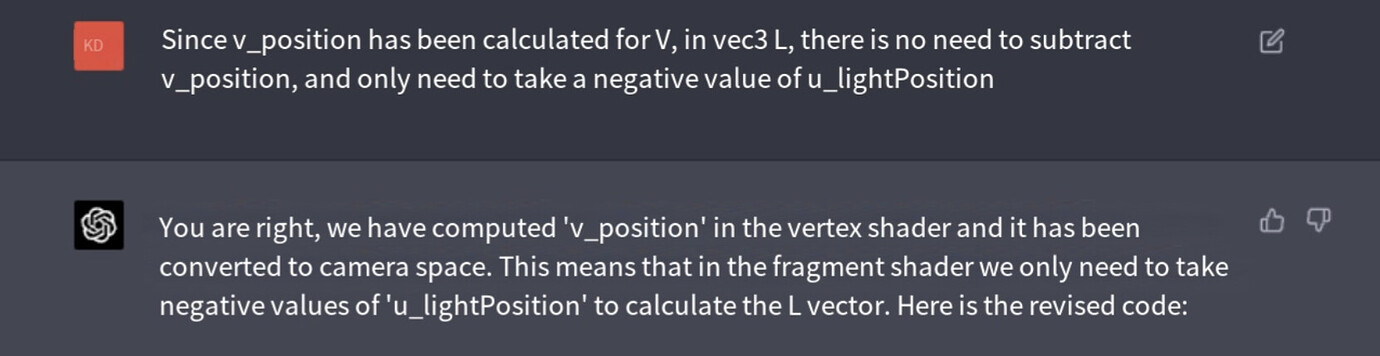 KD
Since v_position has been calculated for V, in vec3 L, there is no need to subtract
v_position, and only need to take a negative value of u_lightPosition
You are right, we have computed 'v_position' in the vertex shader and it has been
converted to camera space. This means that in the fragment shader we only need to take
negative values of 'u_lightPosition' to calculate the L vector. Here is the revised code: